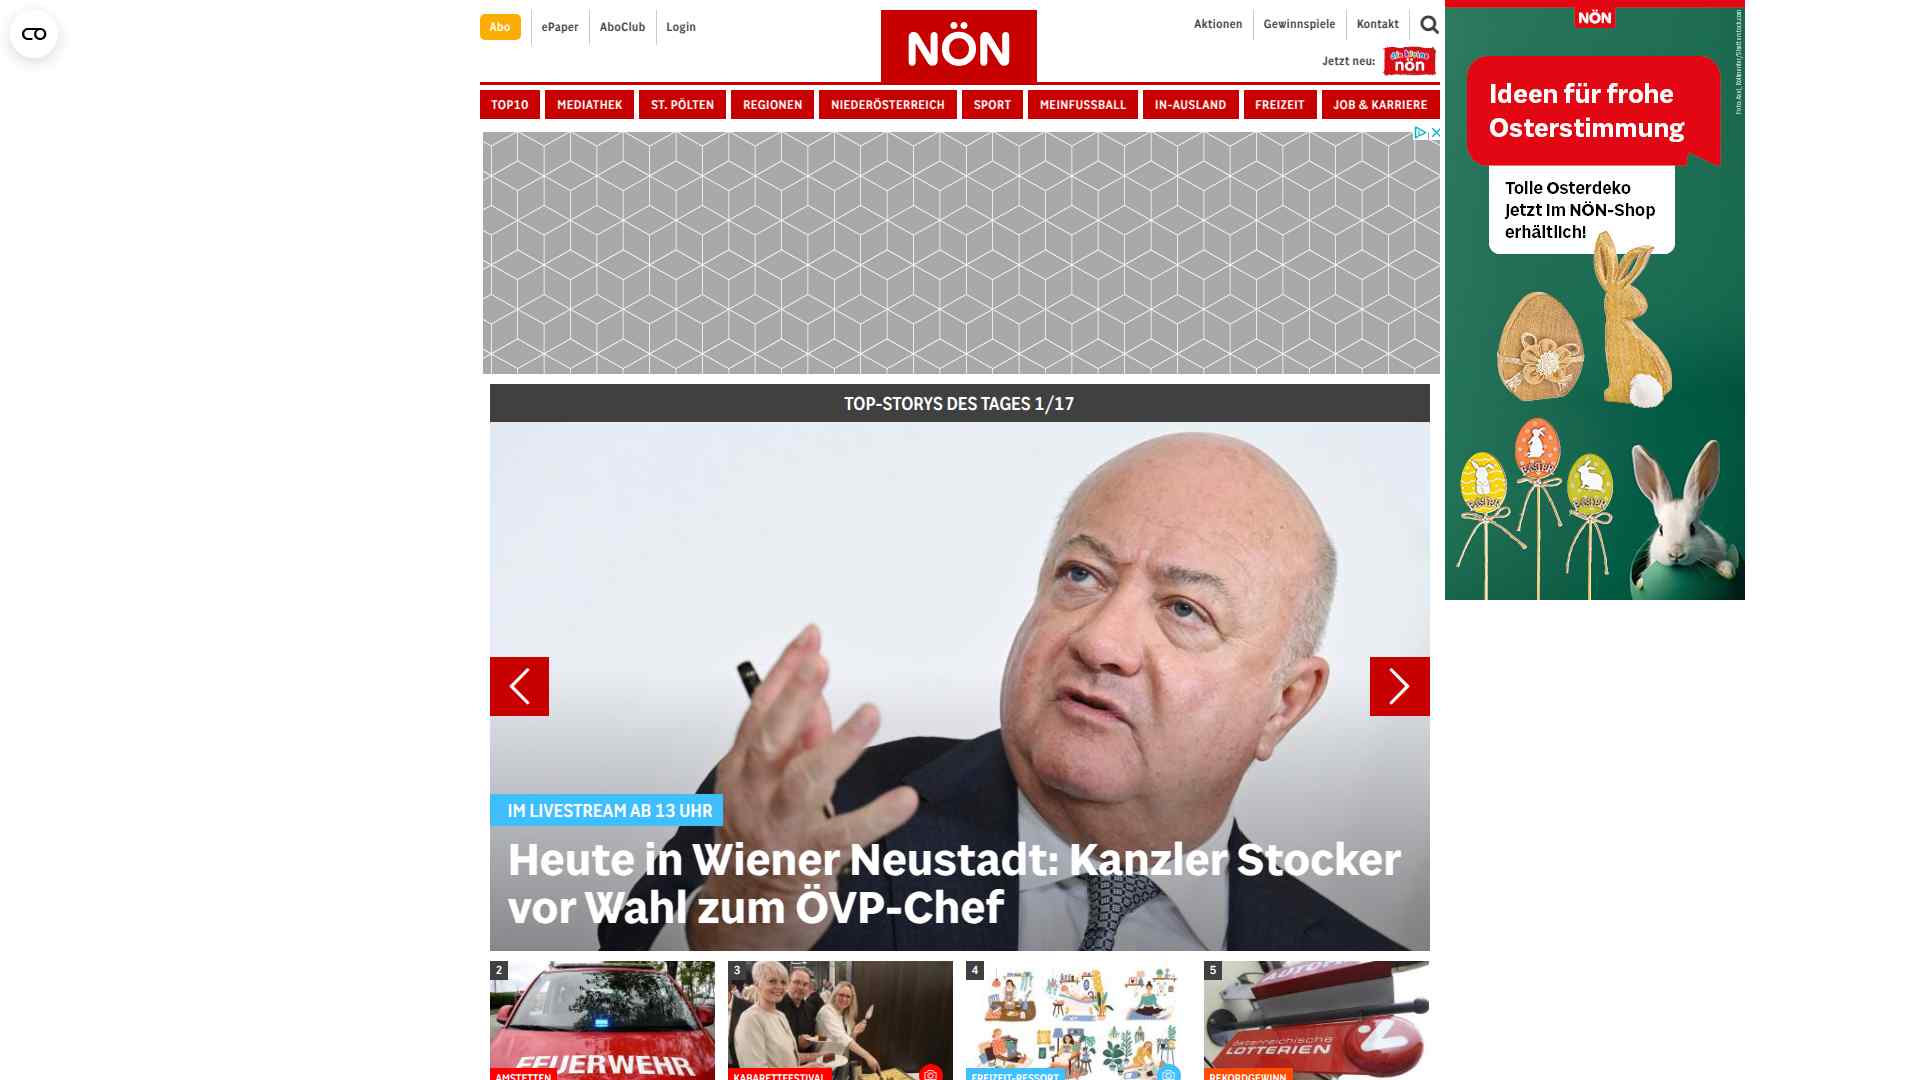 Abo
ePaper
AboClub
Login
NÖN
Aktionen
Gewinnspiele
Kontakt
Jetzt neu:
die kleine
nön
TOP10
MEDIATHEK
ST. PÖLTEN
REGIONEN
NIEDERÖSTERREICH
SPORT
MEINFUSSBALL
IN-AUSLAND
FREIZEIT
JOB & KARRIERE
NÖN
Ideen für frohe
Osterstimmung
Tolle Osterdeko
jetzt im NÖN-Shop
erhältlich!
EASTER
EASTER
EASTER
TOP-STORYS DES TAGES 1/17
IM LIVESTREAM AB 13 UHR
Heute in Wiener Neustadt: Kanzler Stocker
vor Wahl zum ÖVP-Chef
2
FEUERWEHR
AMSTETTEN
3
KABARETTFESTIVAL
4
FREIZEIT-RESSORT
5
österreichische
LOTTERIEN
REKORDGEWINN